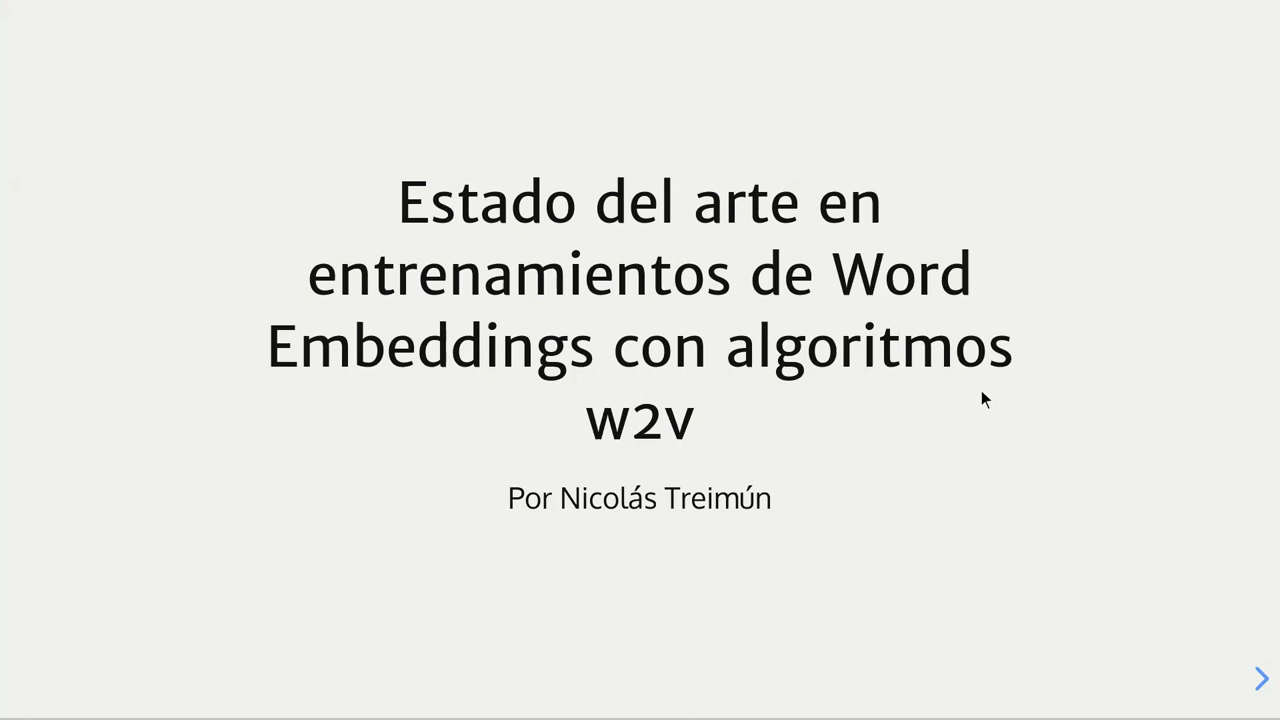 Estado del arte en
entrenamientos de Word
Embeddings con algoritmos
w2v
Por Nicolás Treimún